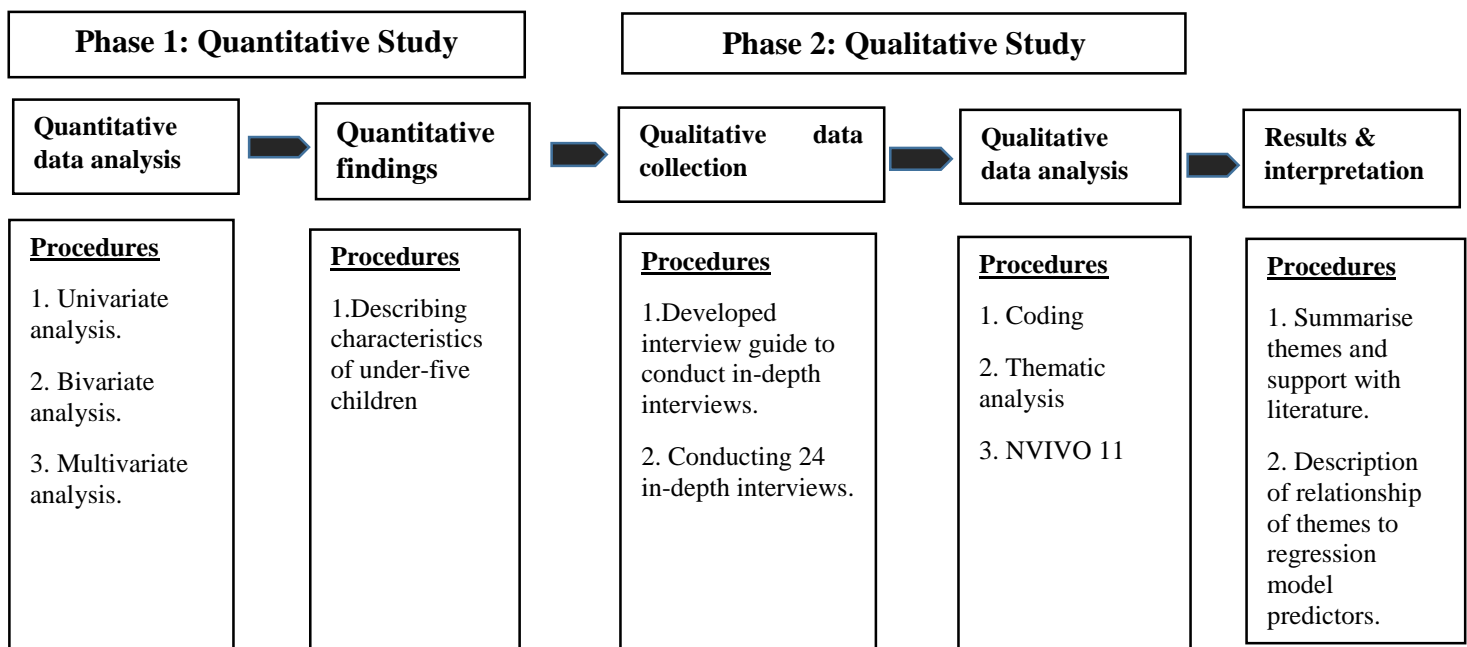 Phase 1: Quantitative Study
Phase 2: Qualitative Study
Quantitative
data analysis
Quantitative
findings
Qualitative data
collection
Qualitative
data analysis
Results &
interpretation
Procedures
1. Univariate
analysis.
2. Bivariate
analysis.
3. Multivariate
analysis.
Procedures
1.Describing
characteristics
of under-five
children
Procedures
1.Developed
interview guide to
conduct in-depth
interviews.
2. Conducting 24
in-depth interviews.
Procedures
1. Coding
2. Thematic
analysis
3. NVIVO 11
Procedures
1. Summarise
themes and
support with
literature.
2. Description
of relationship
of themes to
regression
model
predictors.